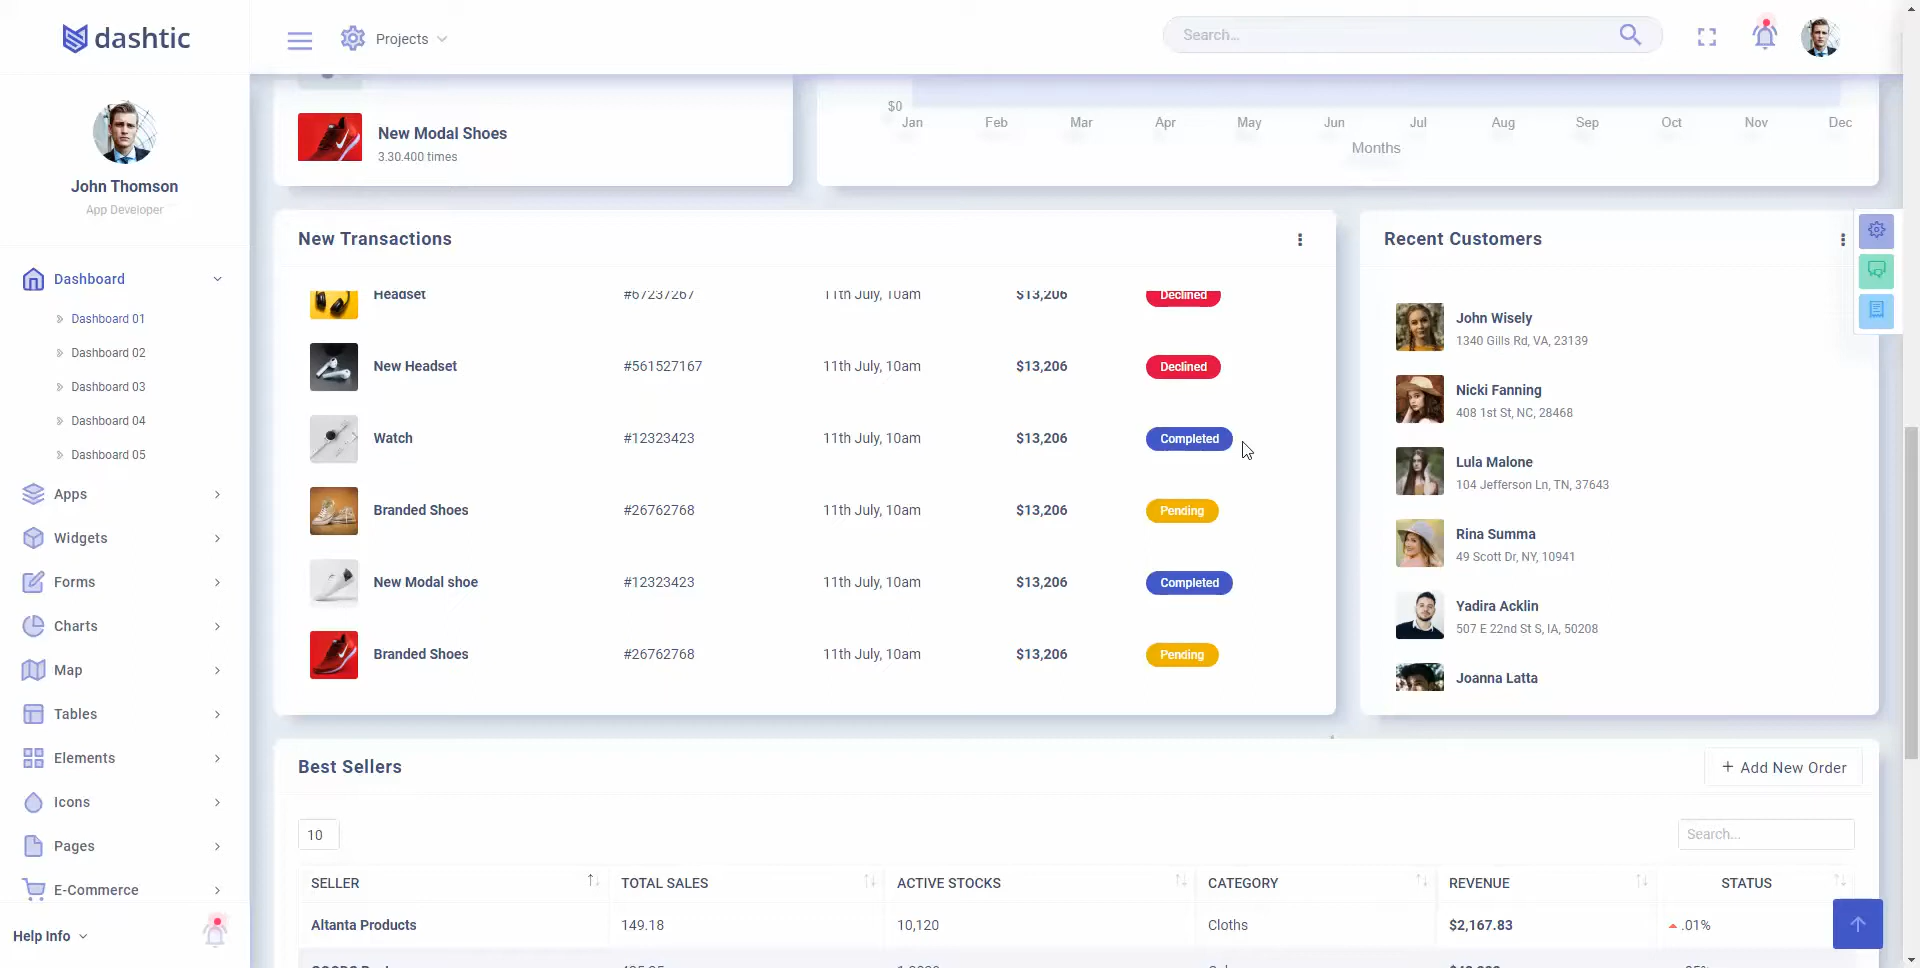 dashtic
Projects
Search...
John Thomson
App Developer
Dashboard
Dashboard 01
Dashboard 02
Dashboard 03
Dashboard 04
Dashboard 05
Apps
Widgets
Forms
Charts
Map
Tables
Elements
Icons
Pages
E-Commerce
Help Info
New Modal Shoes
3.30.400 times
$0
Jan Feb Mar Apr May Jun Jul Aug Sep Oct Nov Dec
Months
New Transactions
Headset #67237267 11th July, 10am $13,206 Declined
New Headset #561527167 11th July, 10am $13,206 Declined
Watch #12323423 11th July, 10am $13,206 Completed
Branded Shoes #26762768 11th July, 10am $13,206 Pending
New Modal shoe #12323423 11th July, 10am $13,206 Completed
Branded Shoes #26762768 11th July, 10am $13,206 Pending
Recent Customers
John Wisely
1340 Gills Rd, VA, 23139
Nicki Fanning
408 1st St, NC, 28468
Lula Malone
104 Jefferson Ln, TN, 37643
Rina Summa
49 Scott Dr, NY, 10941
Yadira Acklin
507 E 22nd St S, IA, 50208
Joanna Latta
Best Sellers
+ Add New Order
10
Search...
SELLER TOTAL SALES ACTIVE STOCKS CATEGORY REVENUE STATUS
Altanta Products 149.18 10,120 Cloths $2,167.83 .01%